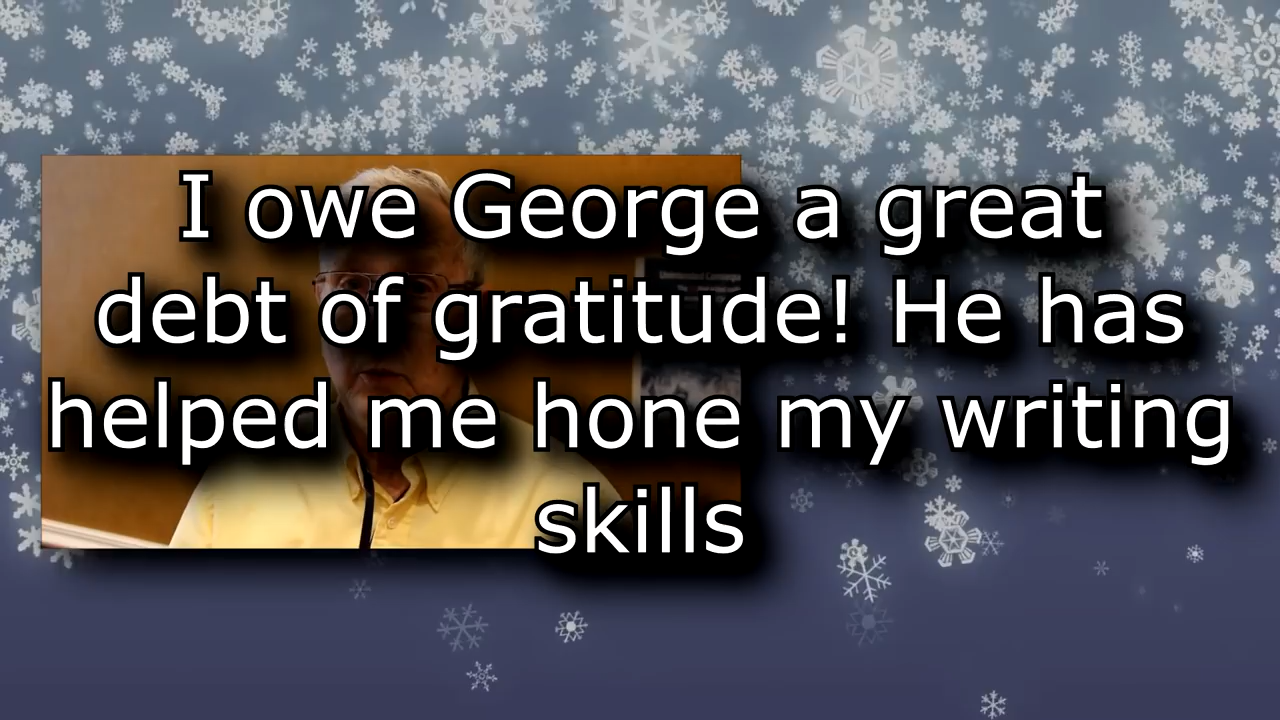 I owe George a great
debt of gratitude! He has
helped me hone my writing
skills